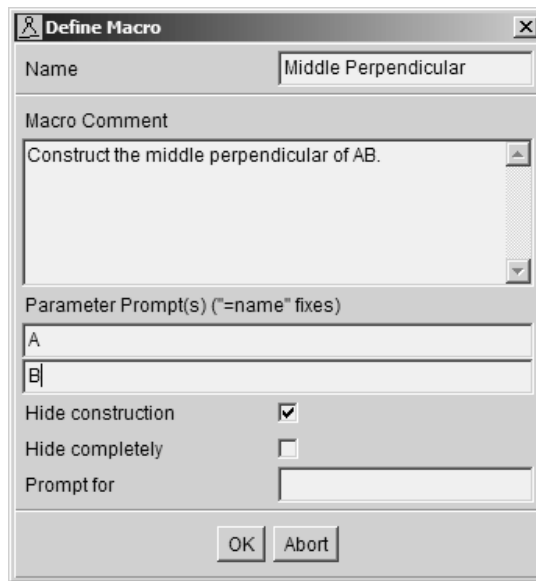 Define Macro
Name Middle Perpendicular
Macro Comment
Construct the middle perpendicular of AB.
Parameter Prompt(s) ("=name" fixes)
A
B
Hide construction
Hide completely
Prompt for
OK Abort